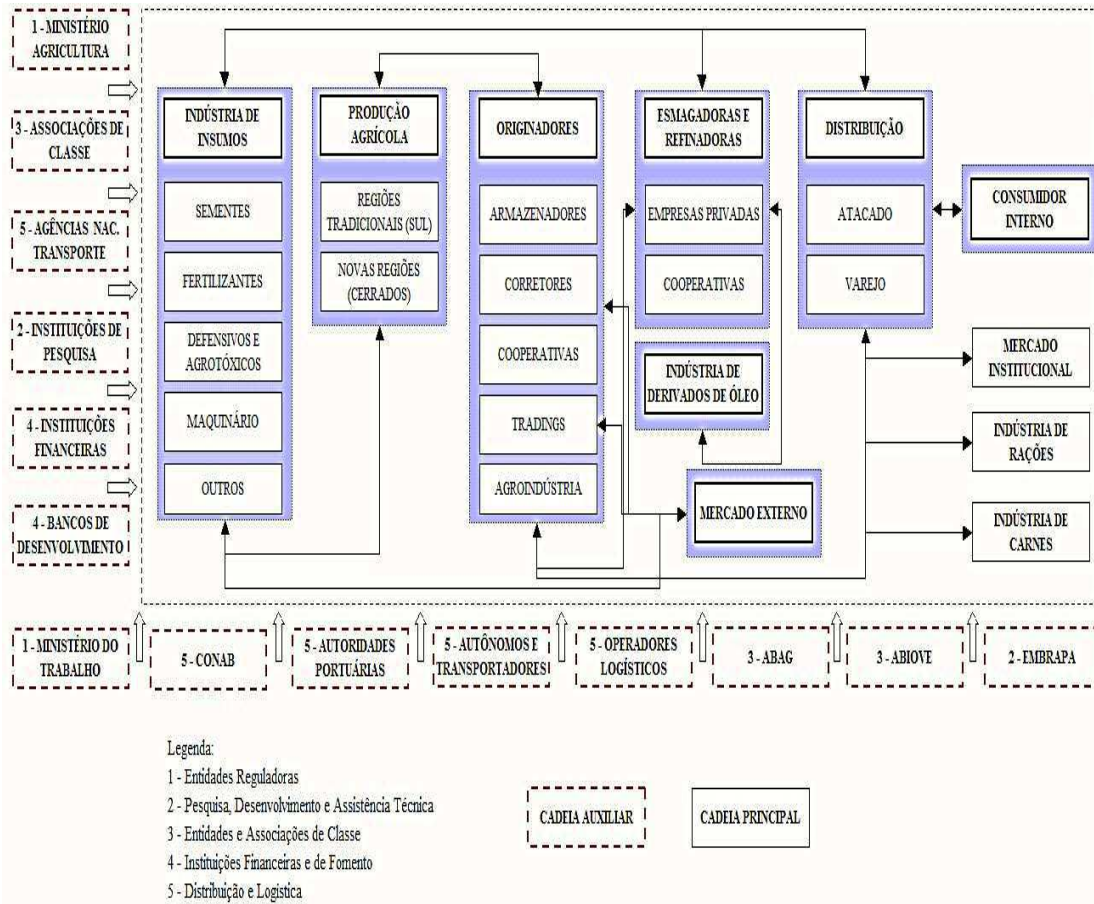 1 - MINISTÉRIO
AGRICULTURA
3 - ASSOCIAÇÕES DE
CLASSE
5 - AGÊNCIAS NAC.
TRANSPORTE
2 - INSTITUIÇÕES DE
PESQUISA
4 - INSTITUIÇÕES
FINANCEIRAS
4 - BANCOS DE
DESENVOLVIMENTO
INDÚSTRIA DE
INSUMOS
SEMENTES
FERTILIZANTES
DEFENSIVOS E
AGROTÓXICOS
MAQUINÁRIO
OUTROS
PRODUÇÃO
AGRÍCOLA
REGIÕES
TRADICIONAIS (SUL)
NOVAS REGIÕES
(CERRADOS)
ORIGINADORES
ARMAZENADORES
CORRETORES
COOPERATIVAS
TRADINGS
AGROINDÚSTRIA
ESMAGADORAS E
REFINADORAS
EMPRESAS PRIVADAS
COOPERATIVAS
INDÚSTRIA DE
DERIVADOS DE ÓLEO
MERCADO EXTERNO
DISTRIBUIÇÃO
ATACADO
VAREJO
CONSUMIDOR
INTERNO
MERCADO
INSTITUCIONAL
INDÚSTRIA DE
RAÇÕES
INDÚSTRIA DE
CARNES
1 - MINISTÉRIO DO
TRABALHO
5 - CONAB
5 - AUTORIDADES
PORTUÁRIAS
5 - AUTÔNOMOS E
TRANSPORTADORES
5 - OPERADORES
LOGÍSTICOS
3 - ABAG
3 - ABIOVE
2 - EMBRAPA
Legenda:
1 - Entidades Reguladoras
2 - Pesquisa, Desenvolvimento e Assistência Técnica
3 - Entidades e Associações de Classe
4 - Instituições Financeiras e de Fomento
5 - Distribuição e Logística
CADEIA AUXILIAR
CADEIA PRINCIPAL